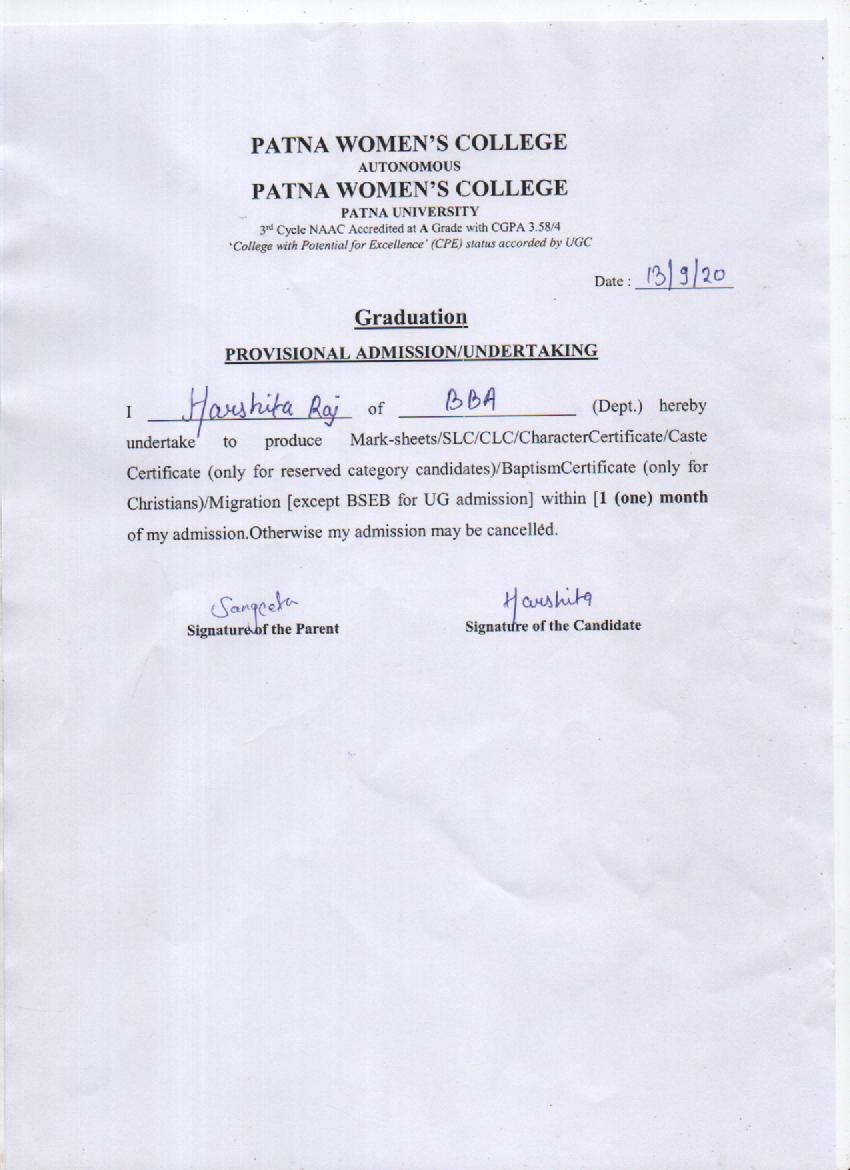 PATNA WOMEN'S COLLEGE
AUTONOMOUS
PATNA WOMEN'S COLLEGE
PATNA UNIVERSITY
3rd Cycle NAAC Accredited at A Grade with CGPA 3.58/4
'College with Potential for Excellence' (CPE) status accorded by UGC
Date : 13/9/20
Graduation
PROVISIONAL ADMISSION/UNDERTAKING
I Harshita Raj of BBA (Dept.) hereby
undertake to produce Mark-sheets/SLC/CLC/CharacterCertificate/Caste
Certificate (only for reserved category candidates)/BaptismCertificate (only for
Christians)/Migration [except BSEB for UG admission] within [1 (one) month
of my admission.Otherwise my admission may be cancelled.
Sangeeta Harshita
Signature of the Parent Signature of the Candidate